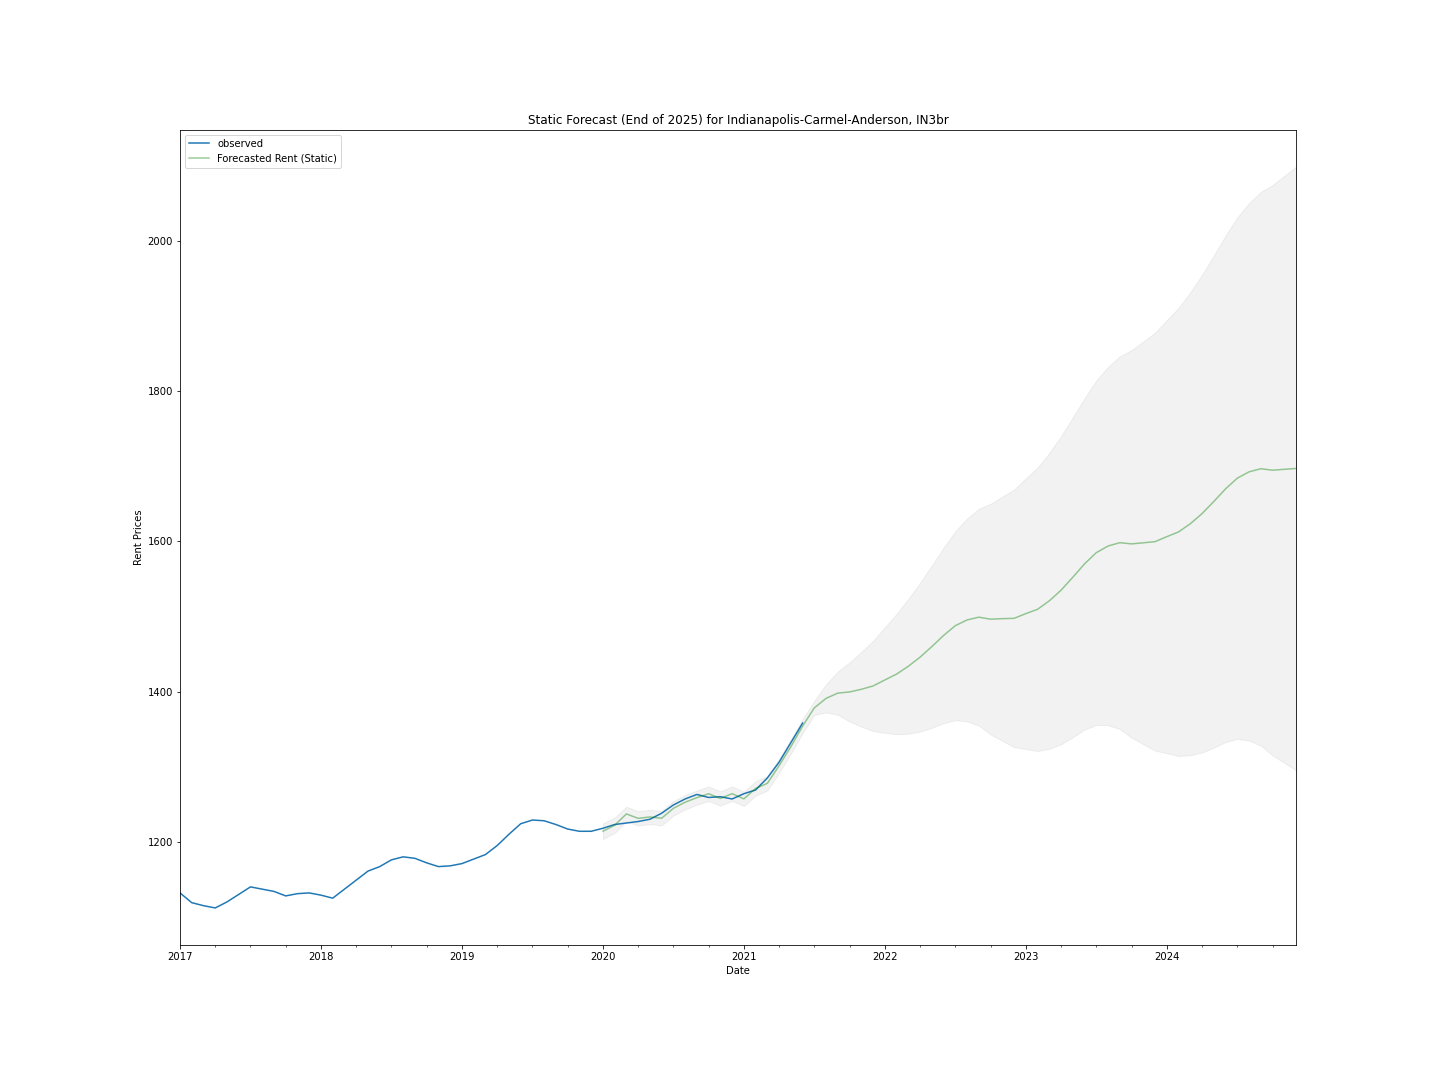 Static Forecast (End of 2025) for Indianapolis-Carmel-Anderson, IN3br
observed
Forecasted Rent (Static)
2000
1800
1600
1400
1200
Rent Prices
2017 2018 2019 2020 2021 2022 2023 2024
Date